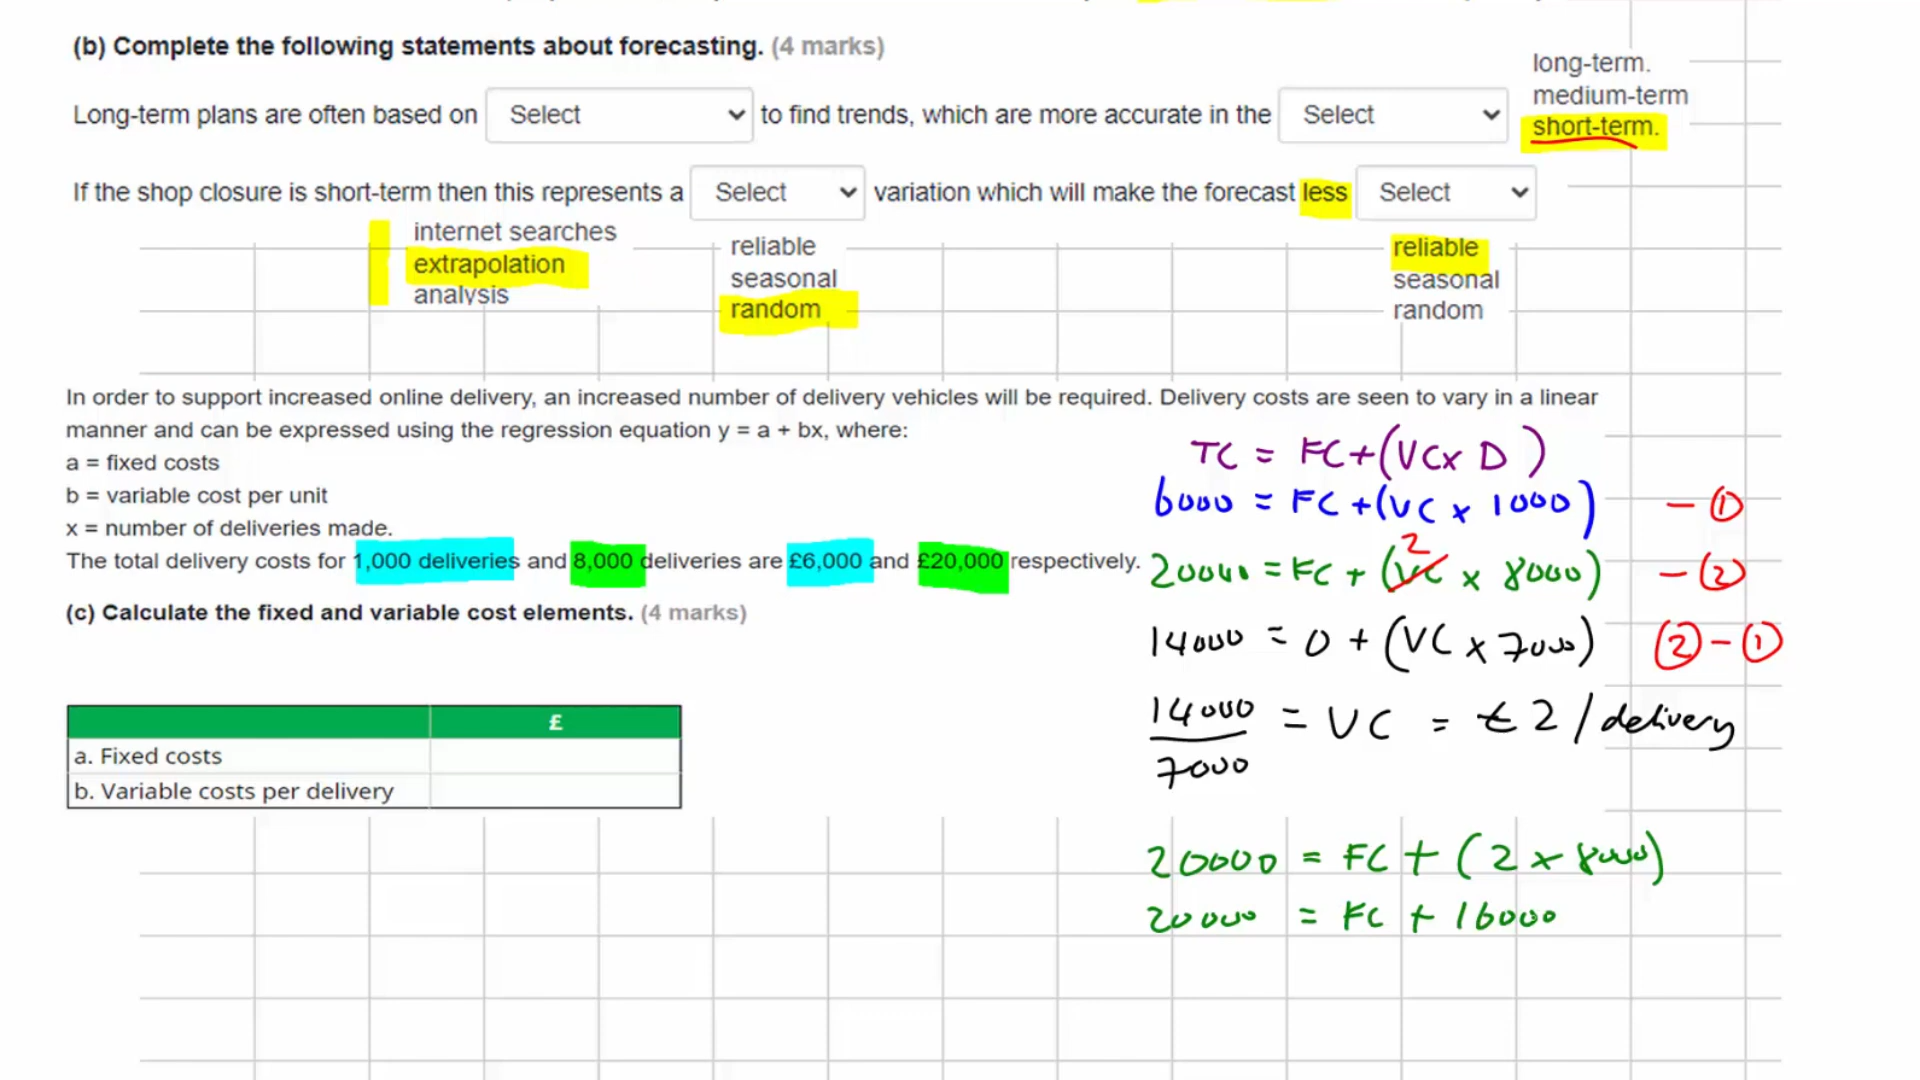 (b) Complete the following statements about forecasting. (4 marks)
long-term.
medium-term
short-term.
Long-term plans are often based on Select to find trends, which are more accurate in the Select
If the shop closure is short-term then this represents a Select variation which will make the forecast less Select
internet searches
extrapolation
analysis
reliable
seasonal
random
reliable
seasonal
random
In order to support increased online delivery, an increased number of delivery vehicles will be required. Delivery costs are seen to vary in a linear
manner and can be expressed using the regression equation y = a + bx, where:
a = fixed costs
b = variable cost per unit
x = number of deliveries made.
The total delivery costs for 1,000 deliveries and 8,000 deliveries are £6,000 and £20,000 respectively.
(c) Calculate the fixed and variable cost elements. (4 marks)
£
a. Fixed costs
b. Variable costs per delivery
TC = FC+(VCx D )
6000 = FC +(VC x 1000) - ①
2
20000 = FC + (VC x 8000) - ②
14000 = 0 + (VC x 7000) ② - ①
14000
= VC = £2/delivery
7000
20000 = FC + (2 x 8000)
20000 = FC + 16000